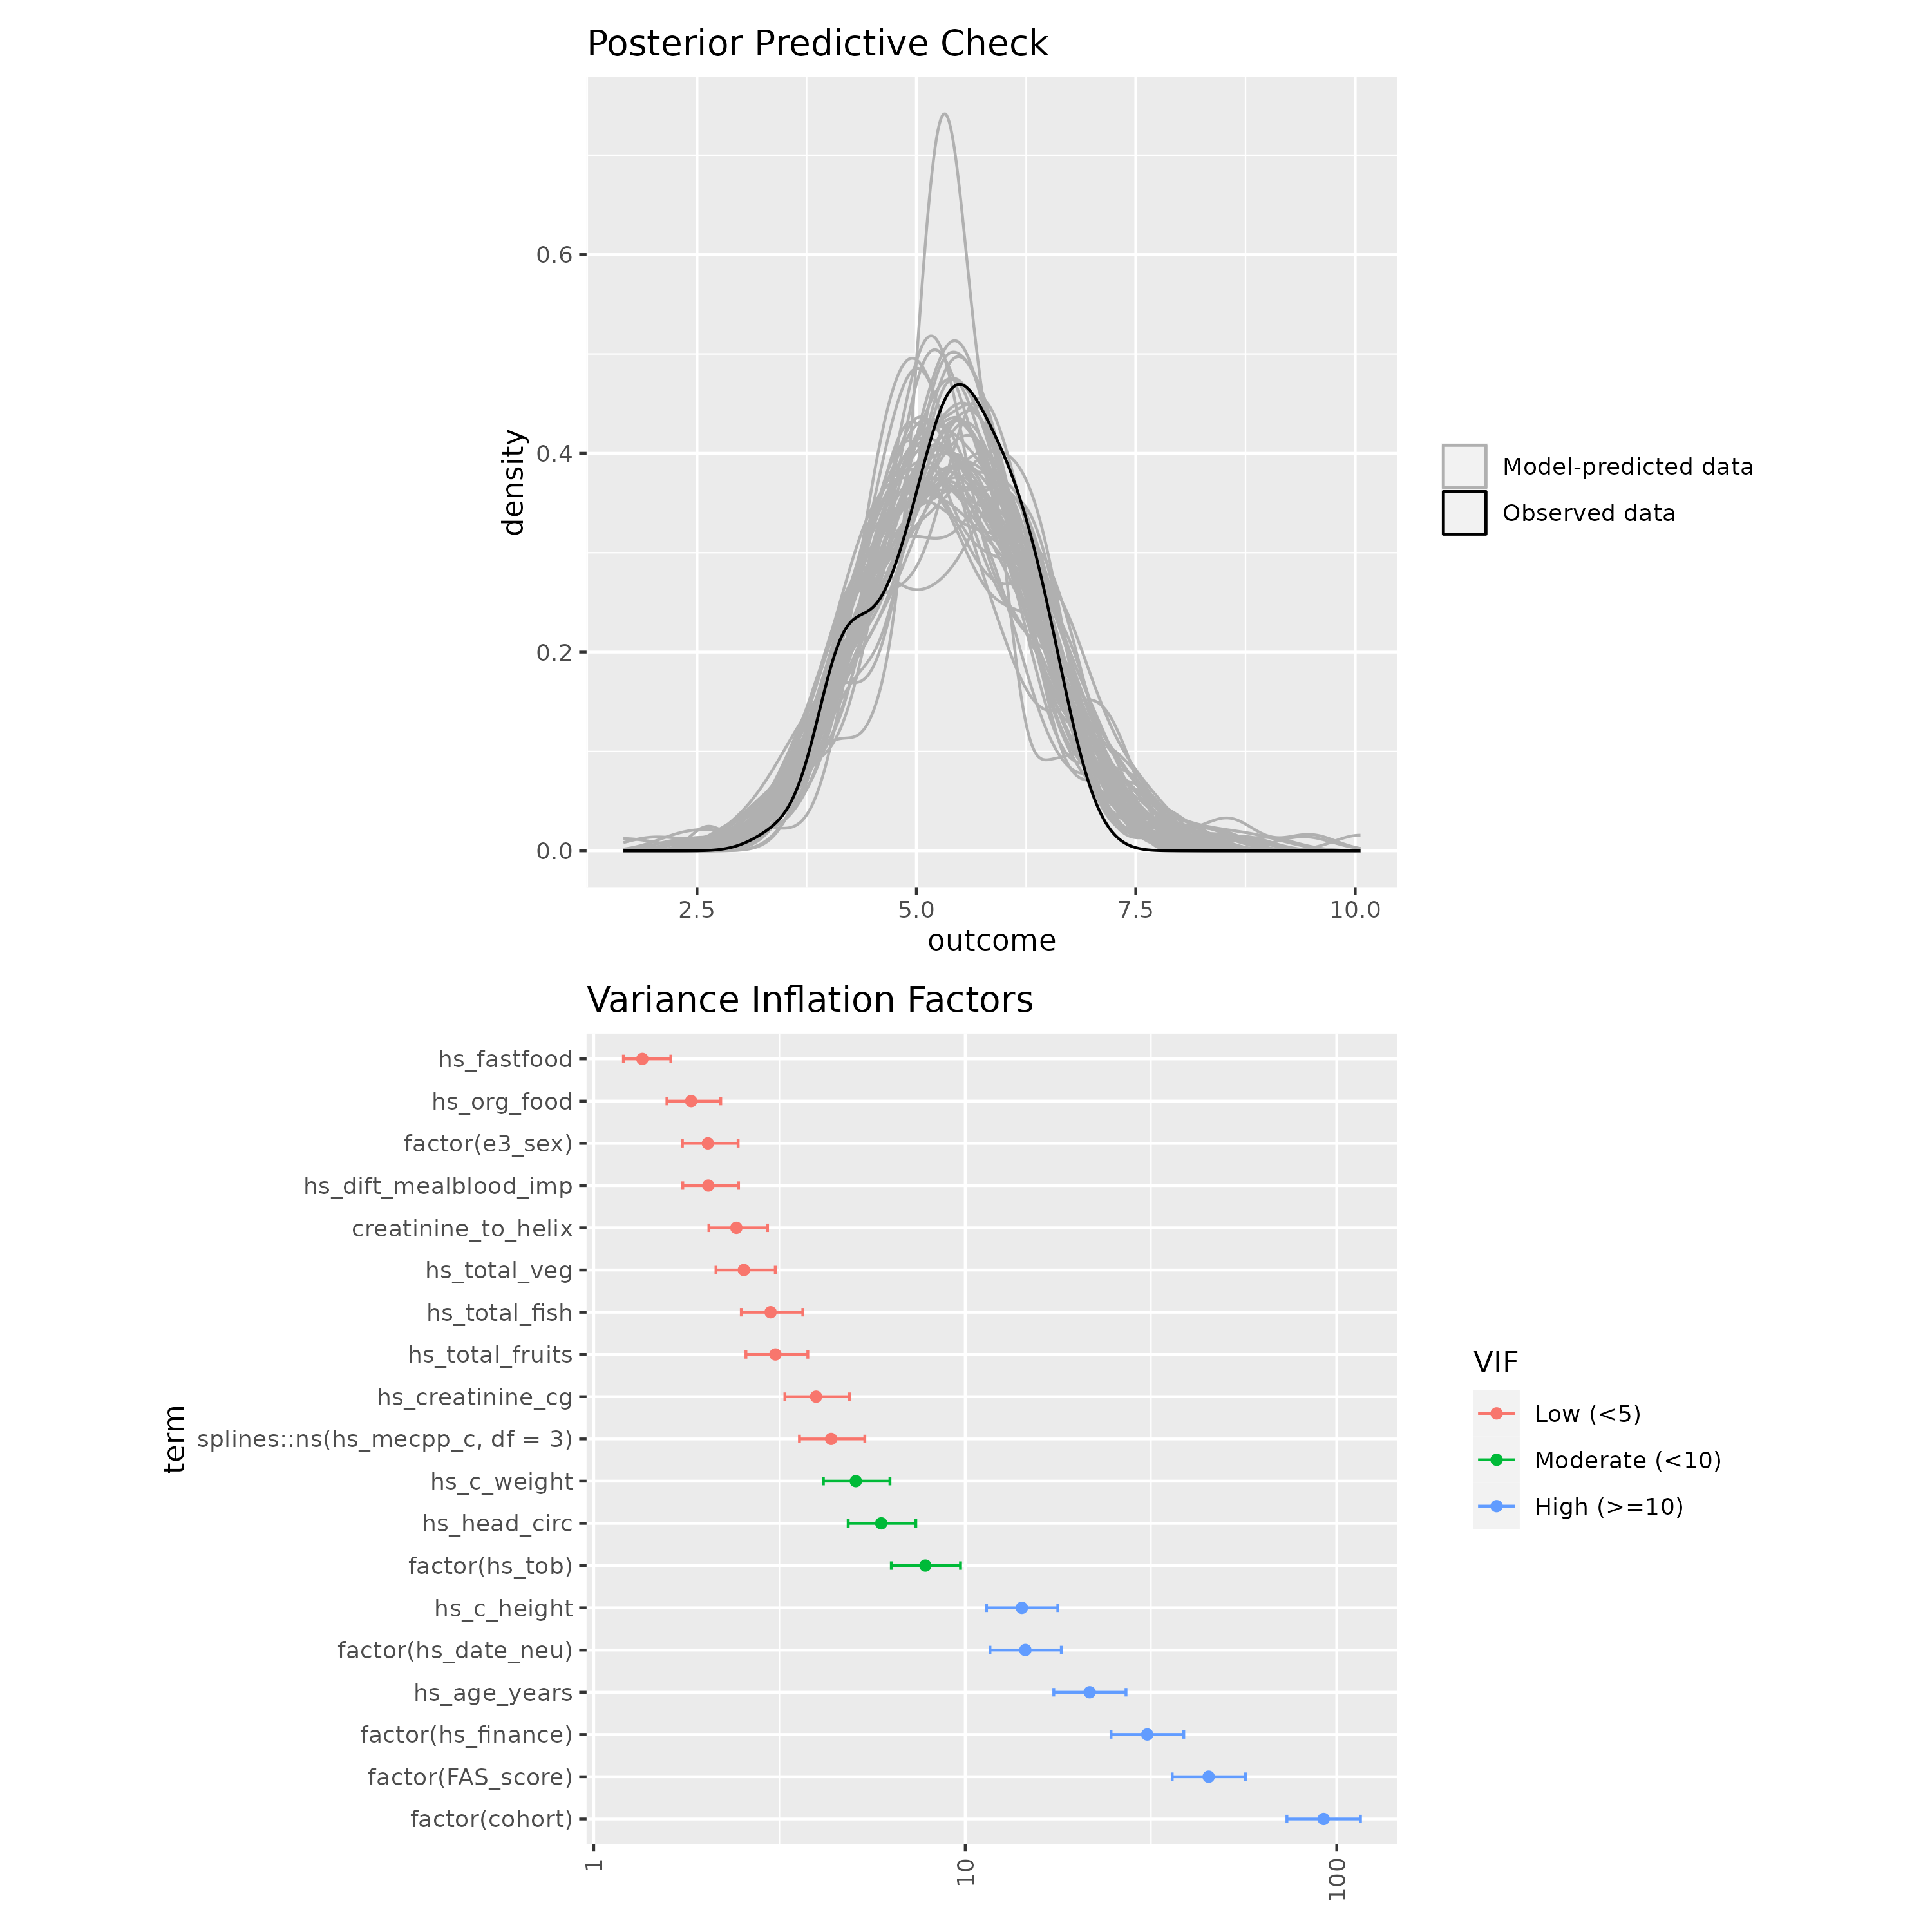 Posterior Predictive Check
density
0.6
0.4
0.2
0.0
2.5 5.0 7.5 10.0
outcome
Model-predicted data
Observed data
Variance Inflation Factors
term
hs_fastfood
hs_org_food
factor(e3_sex)
hs_dift_mealblood_imp
creatinine_to_helix
hs_total_veg
hs_total_fish
hs_total_fruits
hs_creatinine_cg
splines::ns(hs_mecpp_c, df = 3)
hs_c_weight
hs_head_circ
factor(hs_tob)
hs_c_height
factor(hs_date_neu)
hs_age_years
factor(hs_finance)
factor(FAS_score)
factor(cohort)
1 10 100
VIF
Low (<5)
Moderate (<10)
High (>=10)